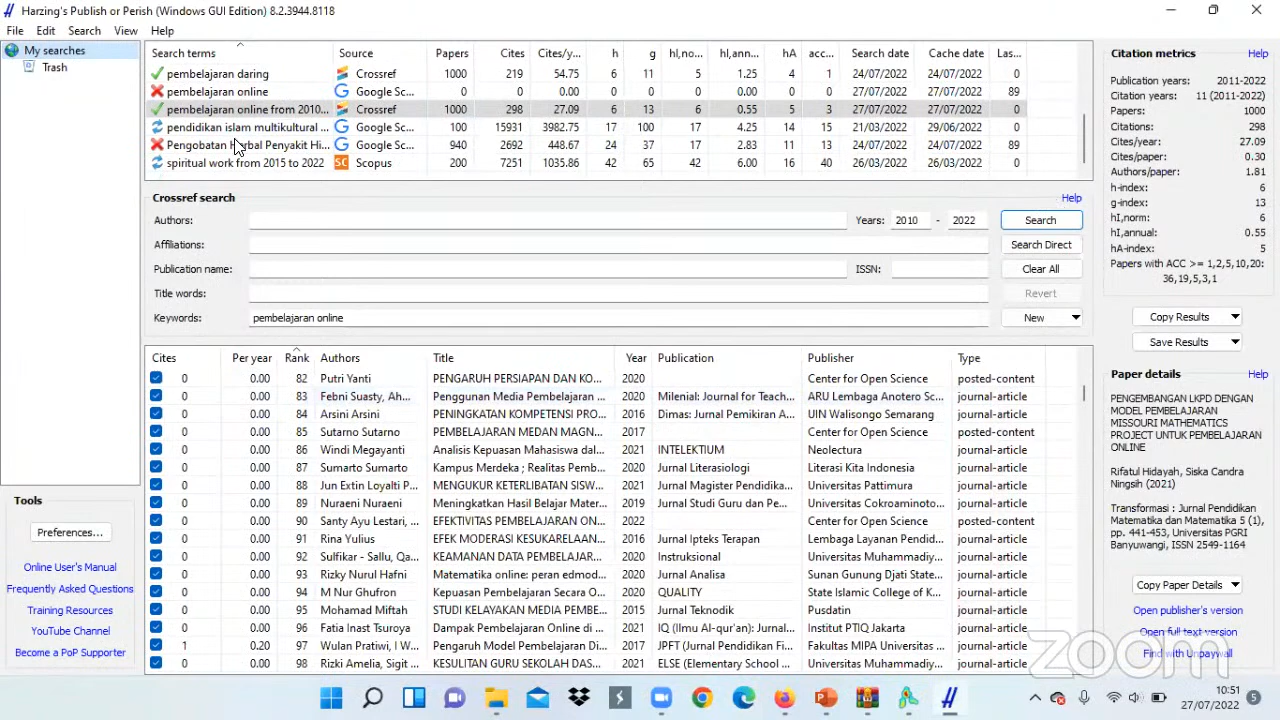 Harzing's Publish or Perish (Windows GUI Edition) 8.2.3944.8118
File Edit Search View Help
My searches
Trash
Search terms Source Papers Cites Cites/y... h g hI,no... hI,ann... hA acc... Search date Cache date Las...
pembelajaran daring Crossref 1000 219 54.75 6 11 5 1.25 4 1 24/07/2022 24/07/2022 0
pembelajaran online Google Sc... 0 0 0.00 0 0 0 0.00 0 0 27/07/2022 27/07/2022 89
pembelajaran online from 2010... Crossref 1000 298 27.09 6 13 6 0.55 5 3 27/07/2022 27/07/2022 0
pendidikan islam multikultural ... Google Sc... 100 15931 3982.75 17 100 17 4.25 14 15 21/03/2022 29/06/2022 0
Pengobatan Herbal Penyakit Hi... Google Sc... 940 2692 448.67 24 37 17 2.83 11 13 24/07/2022 24/07/2022 89
spiritual work from 2015 to 2022 Scopus 200 7251 1035.86 42 65 42 6.00 16 40 26/03/2022 26/03/2022 0
Crossref search Help
Authors: Years: 2010 - 2022 Search
Affiliations: Search Direct
Publication name: ISSN: Clear All
Title words: Revert
Keywords: pembelajaran online New
Cites Per year Rank Authors Title Year Publication Publisher Type
0 0.00 82 Putri Yanti PENGARUH PERSIAPAN DAN KO... 2020 Center for Open Science posted-content
0 0.00 83 Febni Suasty, Ah... Penggunan Media Pembelajaran ... 2020 Milenial: Journal for Teach... ARU Lembaga Anotero Sc... journal-article
0 0.00 84 Arsini Arsini PENINGKATAN KOMPETENSI PRO... 2016 Dimas: Jurnal Pemikiran A... UIN Walisongo Semarang journal-article
0 0.00 85 Sutarno Sutarno PEMBELAJARAN MEDAN MAGN... 2017 Center for Open Science posted-content
0 0.00 86 Windi Megayanti Analisis Kepuasan Mahasiswa dal... 2021 INTELEKTIUM Neolectura journal-article
0 0.00 87 Sumarto Sumarto Kampus Merdeka ; Realitas Pemb... 2020 Jurnal Literasiologi Literasi Kita Indonesia journal-article
0 0.00 88 Jun Extin Loyalti P... MENGUKUR KETERLIBATAN SISW... 2021 Jurnal Magister Pendidika... Universitas Pattimura journal-article
0 0.00 89 Nuraeni Nuraeni Meningkatkan Hasil Belajar Mater... 2019 Jurnal Studi Guru dan Pe... Universitas Cokroaminoto... journal-article
0 0.00 90 Santy Ayu Lestari, ... EFEKTIVITAS PEMBELAJARAN ON... 2022 Center for Open Science posted-content
0 0.00 91 Rina Yulius EFEMODERASI KESUKARELAAN... 2016 Jurnal Ipteks Terapan Lembaga Layanan Pendid... journal-article
0 0.00 92 Sulfikar - Sallu, Qa... KEAMANAN DATA PEMBELAJAR... 2020 Instruksional Universitas Muhammadiy... journal-article
0 0.00 93 Rizky Nurul Hafni Matematika online: peran edmod... 2018 Jurnal Analisa Sunan Gunung Djati State... journal-article
0 0.00 94 M Nur Ghufron Kepuasan Pembelajaran Secara O... 2020 QUALITY State Islamic College of K... journal-article
0 0.00 95 Mohamad Miftah STUDI KELAYAKAN MEDIA PEMBE... 2015 Jurnal Teknodik Pusdatin journal-article
0 0.00 96 Fatia Inast Tsuroya Dampak Pembelajaran Online di ... 2021 IQ (Ilmu Al-qur'an): Jurn... Institut PTIQ Jakarta journal-article
1 0.20 97 Wulan Pratiwi, I W... Pengaruh Model Pembelajaran Di... 2017 JPFT (Jurnal Pendidikan Fi... Fakultas MIPA Universitas ... journal-article
0 0.00 98 Rizki Amelia, Sigit ... KESULITAN GURU SEKOLAH DAS... 2021 ELSE (Elementary School ... Universitas Muhammadiy... journal-article
Tools
Preferences...
Online User's Manual
Frequently Asked Questions
Training Resources
YouTube Channel
Become a PoP Supporter
Citation metrics Help
Publication years: 2011-2022
Citation years: 11 (2011-2022)
Papers: 1000
Citations: 298
Cites/year: 27.09
Cites/paper: 0.30
Authors/paper: 1.81
h-index: 6
g-index: 13
hI,norm: 6
hI,annual: 0.55
hA-index: 5
Papers with ACC >= 1,2,5,10,20:
36,19,5,3,1
Copy Results
Save Results
Paper details Help
PENGEMBANGAN LKPD DENGAN
MODEL PEMBELAJARAN
MISSOURI MATHEMATICS
PROJECT UNTUK PEMBELAJARAN
ONLINE
Rifatul Hidayah, Siska Candra
Ningsih (2021)
Transformasi : Jurnal Pendidikan
Matematika dan Matematika 5 (1),
pp. 441-453, Universitas PGRI
Banyuwangi, ISSN 2549-1164
Copy Paper Details
Open publisher's version
Open full text version
Find with Unpaywall
zoom
10:51
27/07/2022
5